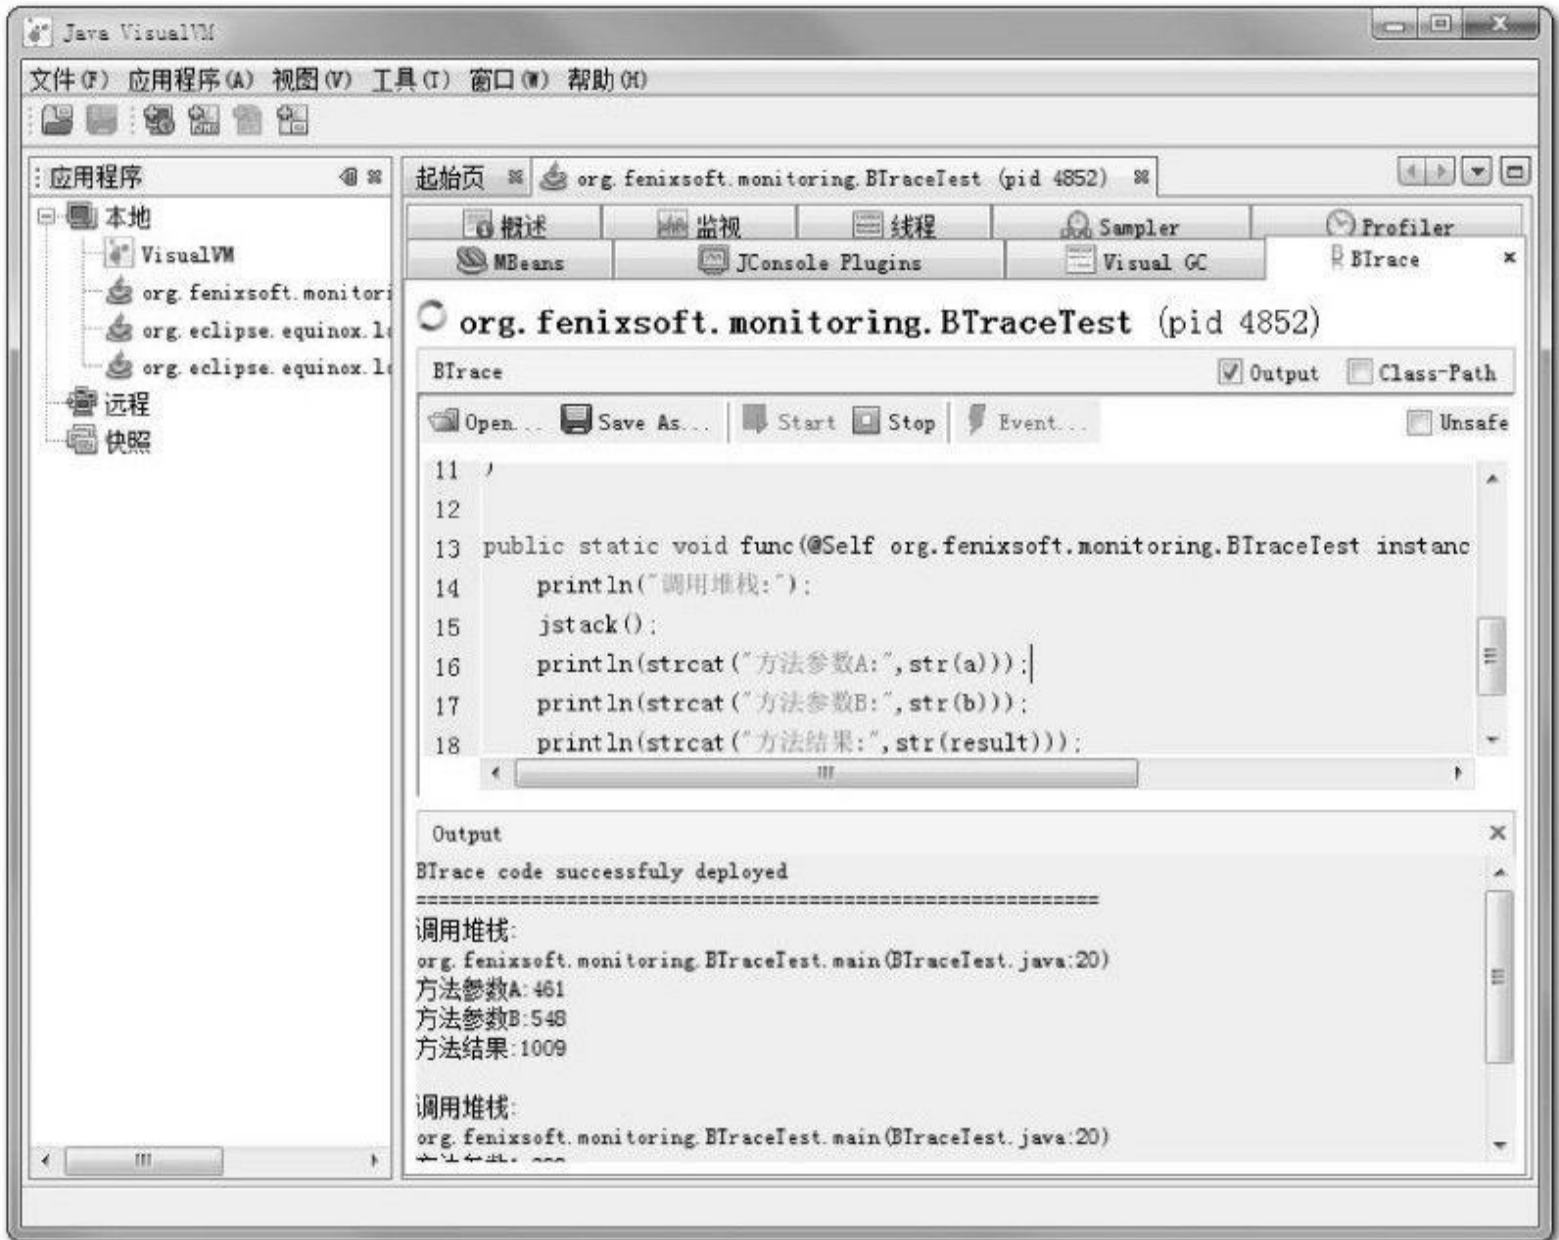 Java VisualVM
文件(F) 应用程序(A) 视图(V) 工具(T) 窗口(W) 帮助(H)
应用程序
本地
VisualVM
org.fenixsoft.monitori
org.eclipse.equinox.l
org.eclipse.equinox.l
远程
快照
起始页 org.fenixsoft.monitoring.BTraceTest (pid 4852)
概述 监视 线程 Sampler Profiler
MBeans JConsole Plugins Visual GC BTrace
org.fenixsoft.monitoring.BTraceTest (pid 4852)
BTrace Output Class-Path
Open... Save As... Start Stop Event... Unsafe
11
12
13 public static void func(@Self org.fenixsoft.monitoring.BTraceTest instanc
14 println("调用堆栈:");
15 jstack();
16 println(strcat("方法参数A:",str(a)));
17 println(strcat("方法参数B:",str(b)));
18 println(strcat("方法结果:",str(result)));
Output
BTrace code successfuly deployed
===========================================================
调用堆栈:
org.fenixsoft.monitoring.BTraceTest.main(BTraceTest.java:20)
方法参数A:461
方法参数B:548
方法结果:1009
调用堆栈:
org.fenixsoft.monitoring.BTraceTest.main(BTraceTest.java:20)